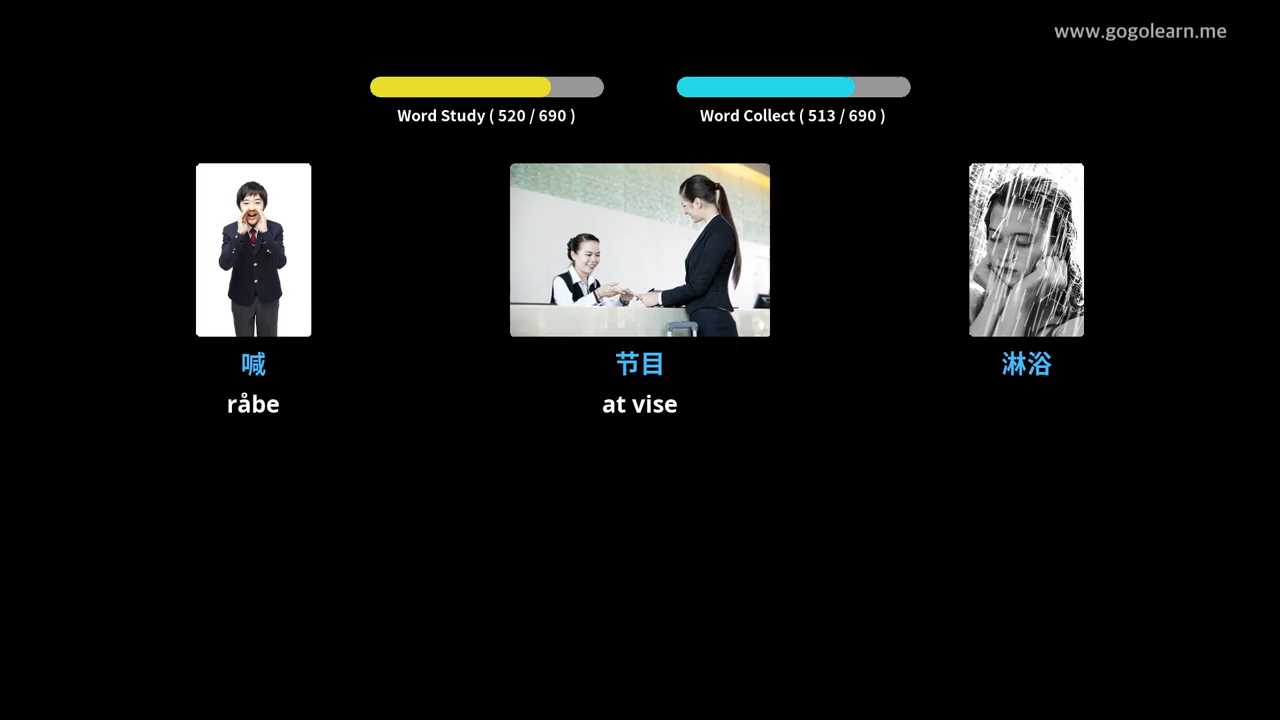 www.gogolearn.me
Word Study ( 520 / 690 )
Word Collect ( 513 / 690 )
喊
节目
淋浴
råbe
at vise